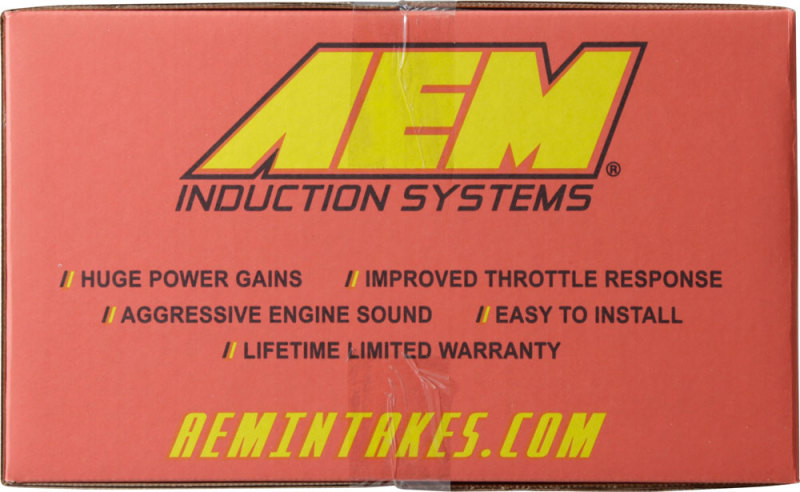 AEM®
INDUCTION SYSTEMS
// HUGE POWER GAINS // IMPROVED THROTTLE RESPONSE
// AGGRESSIVE ENGINE SOUND // EASY TO INSTALL
// LIFETIME LIMITED WARRANTY
AEMINTAKES.COM